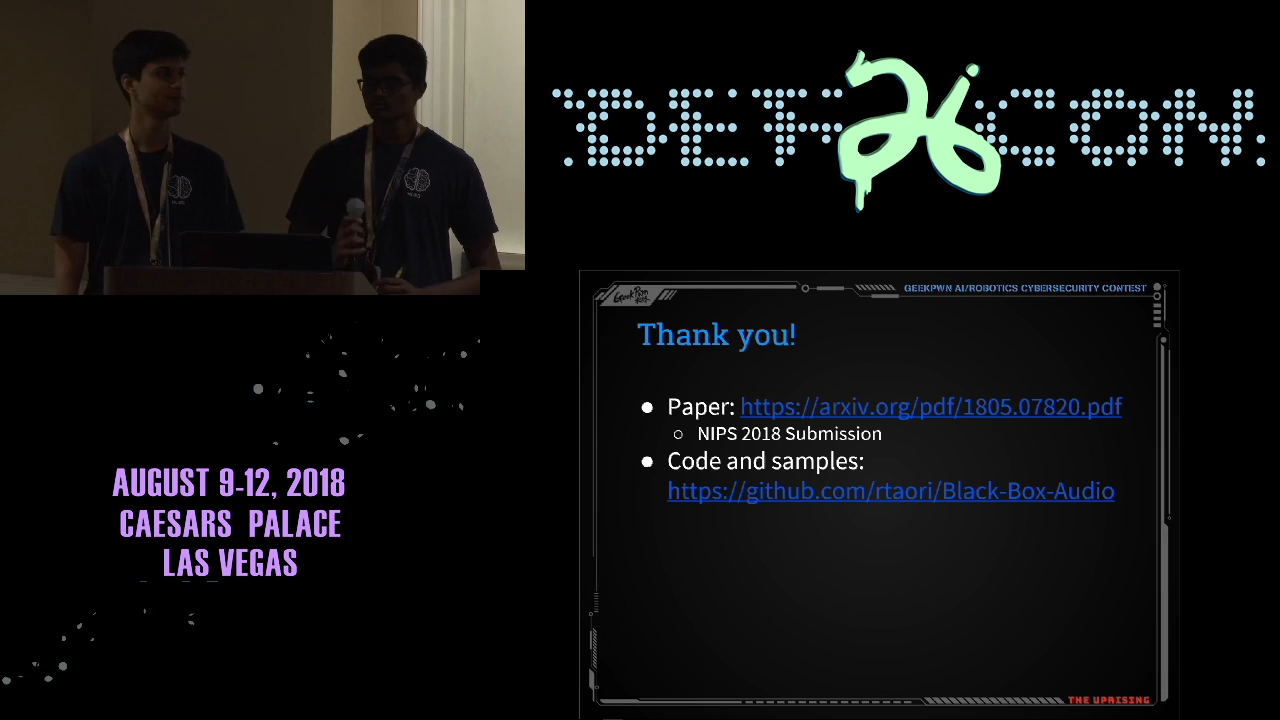 DEF 26 CON
GEEKPWN AI/ROBOTICS CYBERSECURITY CONTEST
Thank you!
● Paper: https://arxiv.org/pdf/1805.07820.pdf
○ NIPS 2018 Submission
● Code and samples:
https://github.com/rtaori/Black-Box-Audio
AUGUST 9-12, 2018
CAESARS PALACE
LAS VEGAS
THE UPRISING